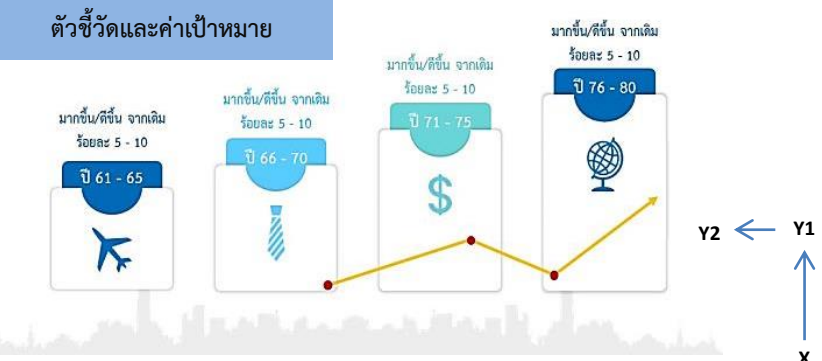 ตัวชี้วัดและค่าเป้าหมาย
มากขึ้น/ดีขึ้น จากเดิม
ร้อยละ 5 - 10
ปี 61 - 65
มากขึ้น/ดีขึ้น จากเดิม
ร้อยละ 5 - 10
ปี 66 - 70
มากขึ้น/ดีขึ้น จากเดิม
ร้อยละ 5 - 10
ปี 71 - 75
$
มากขึ้น/ดีขึ้น จากเดิม
ร้อยละ 5 - 10
ปี 76 - 80
Y2
Y1
X